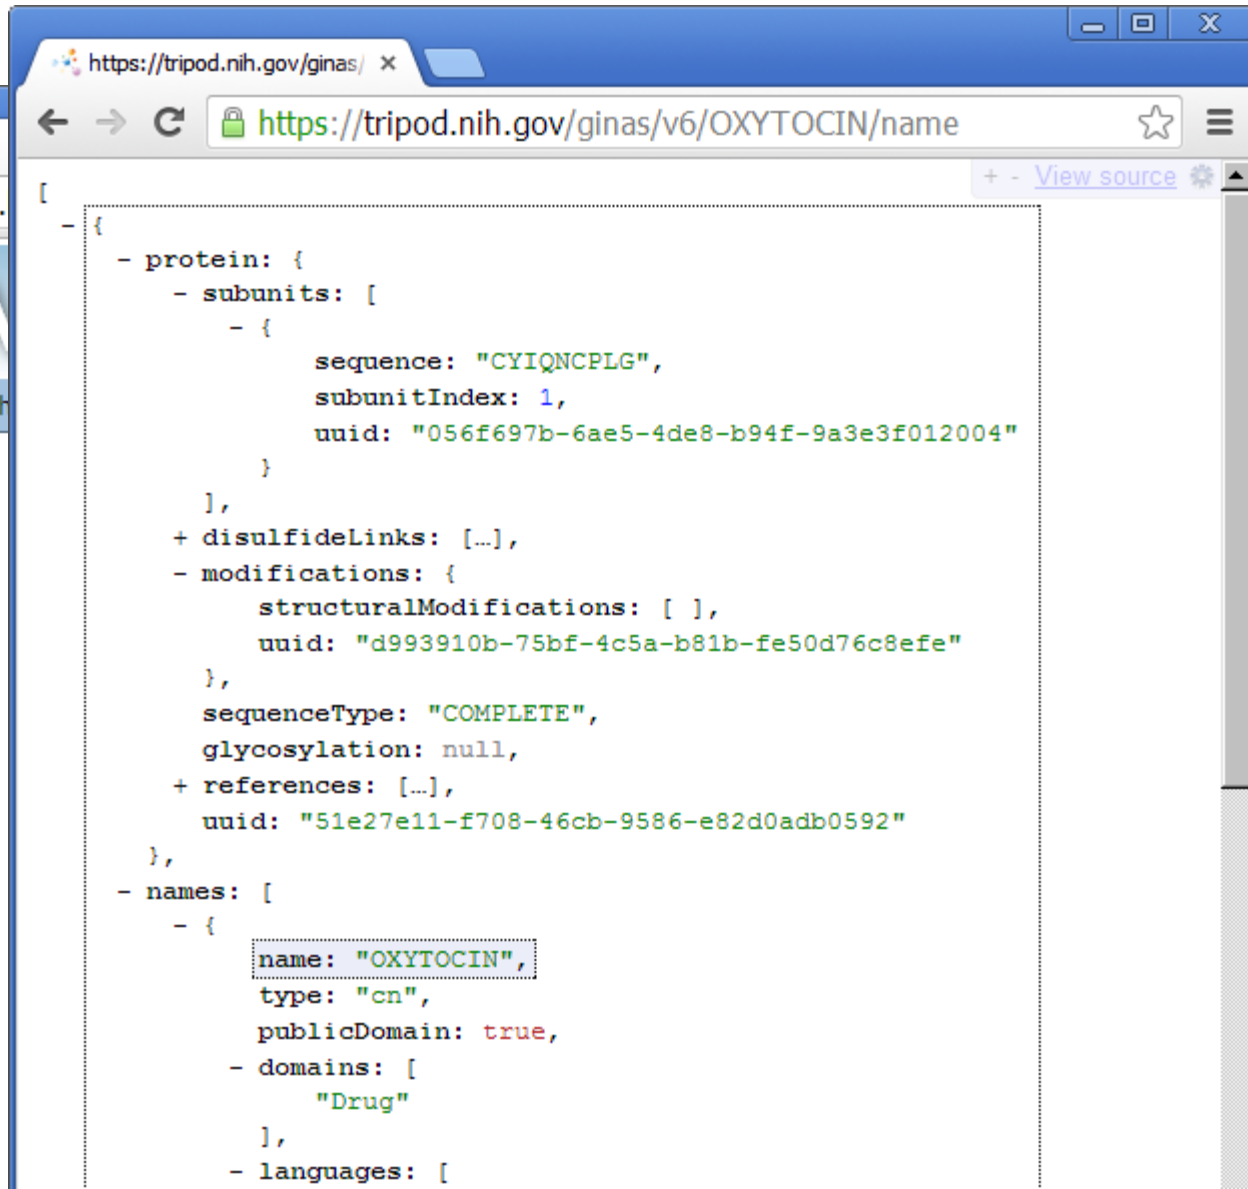 https://tripod.nih.gov/ginas/ ×
https://tripod.nih.gov/ginas/v6/OXYTOCIN/name
+ - View source
[
- {
- protein: {
- subunits: [
- {
sequence: "CYIQNCPLG",
subunitIndex: 1,
uuid: "056f697b-6ae5-4de8-b94f-9a3e3f012004"
}
],
+ disulfideLinks: […],
- modifications: {
structuralModifications: [ ],
uuid: "d993910b-75bf-4c5a-b81b-fe50d76c8efe"
},
sequenceType: "COMPLETE",
glycosylation: null,
+ references: […],
uuid: "51e27e11-f708-46cb-9586-e82d0adb0592"
},
- names: [
- {
name: "OXYTOCIN",
type: "cn",
publicDomain: true,
- domains: [
"Drug"
],
- languages: [